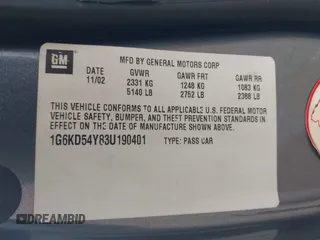 GM
MFD BY GENERAL MOTORS CORP
11/02 GVWR GAWR FRT GAWR RR
2331 KG 1248 KG 1083 KG
5140 LB 2752 LB 2388 LB
THIS VEHICLE CONFORMS TO ALL APPLICABLE U.S. FEDERAL MOTOR
VEHICLE SAFETY, BUMPER, AND THEFT PREVENTION STANDARDS
IN EFFECT ON THE DATE OF MANUFACTURE SHOWN ABOVE.
1G6KD54Y83U190401 TYPE: PASS CAR
DREAMBID